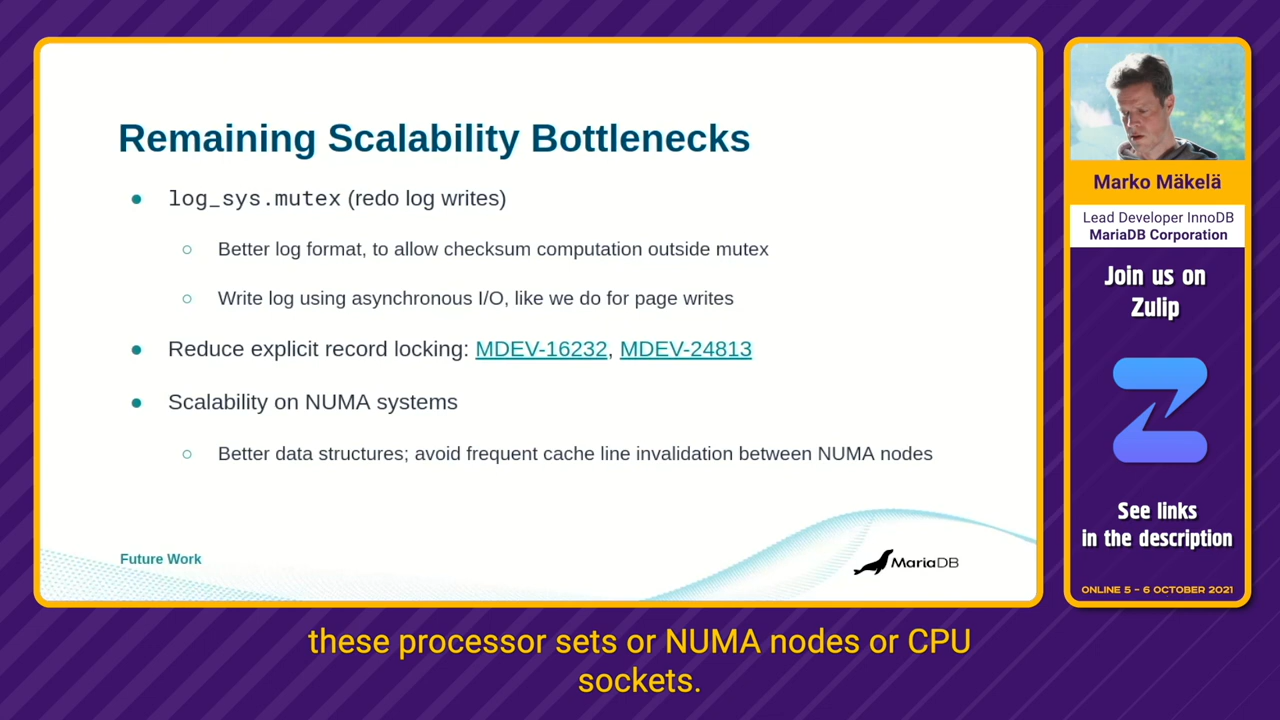 Remaining Scalability Bottlenecks
log_sys.mutex (redo log writes)
Better log format, to allow checksum computation outside mutex
Write log using asynchronous I/O, like we do for page writes
Reduce explicit record locking: MDEV-16232, MDEV-24813
Scalability on NUMA systems
Better data structures; avoid frequent cache line invalidation between NUMA nodes
Future Work
MariaDB
Marko Mäkelä
Lead Developer InnoDB
MariaDB Corporation
Join us on
Zulip
See links
in the description
ONLINE 5 - 6 OCTOBER 2021
these processor sets or NUMA nodes or CPU
sockets.